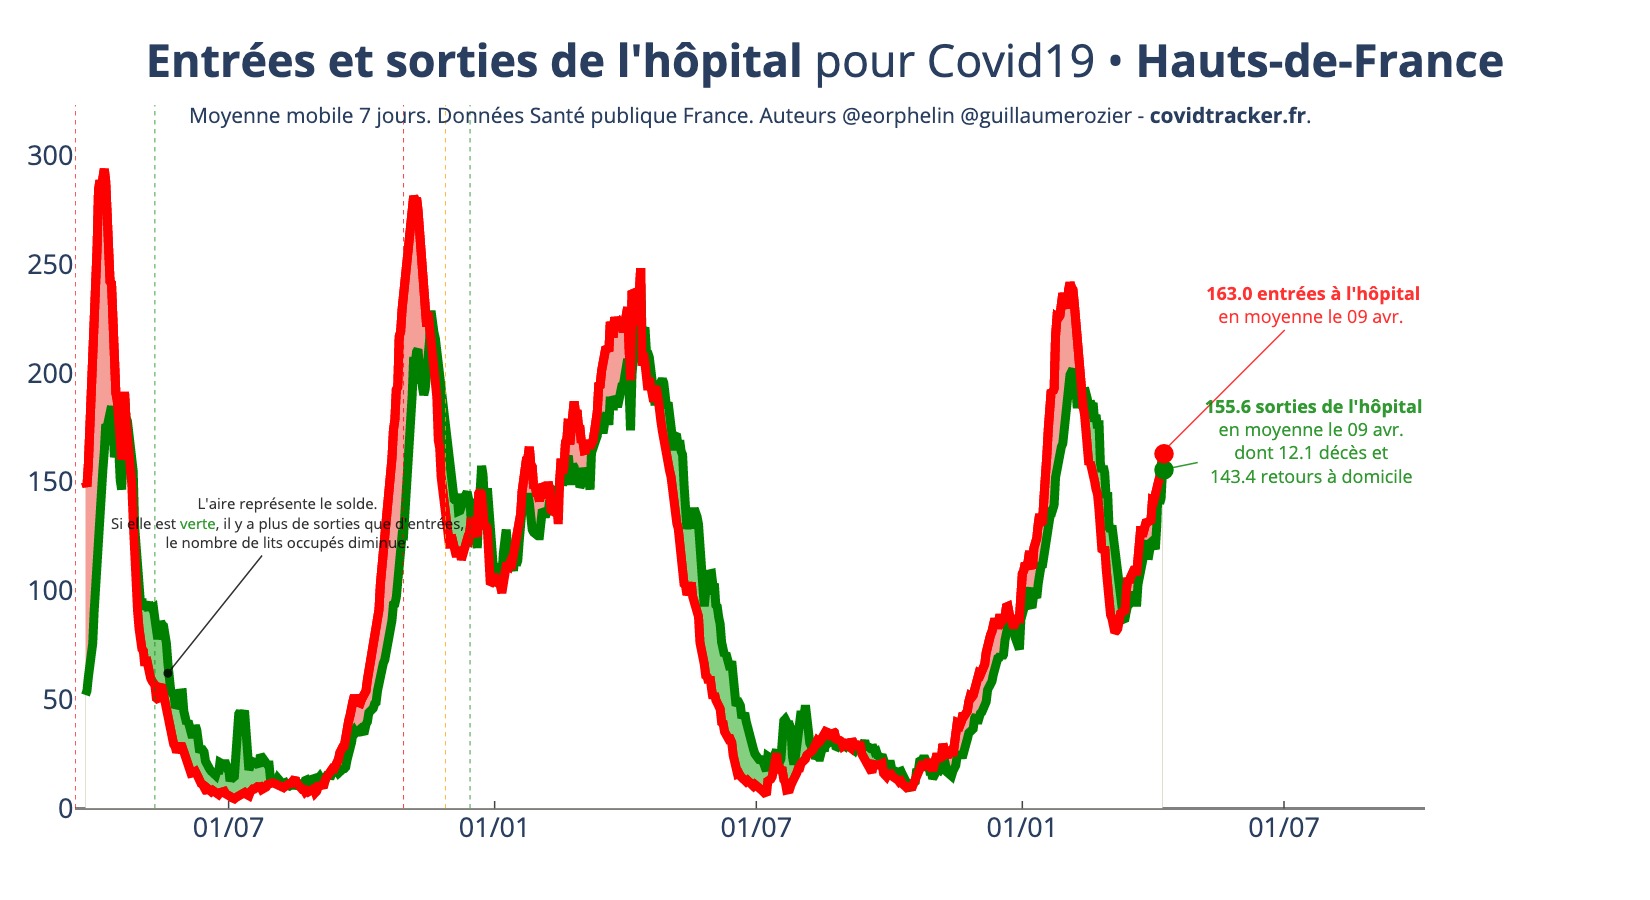 Entrées et sorties de l'hôpital pour Covid19 • Hauts-de-France
Moyenne mobile 7 jours. Données Santé publique France. Auteurs @eorphelin @guillaumerozier - covidtracker.fr.
300
250
200
150
100
50
0
163.0 entrées à l'hôpital
en moyenne le 09 avr.
155.6 sorties de l'hôpital
en moyenne le 09 avr.
dont 12.1 décès et
143.4 retours à domicile
L'aire représente le solde.
Si elle est verte, il y a plus de sorties que d'entrées,
le nombre de lits occupés diminue.
01/07
01/01
01/07
01/01
01/07